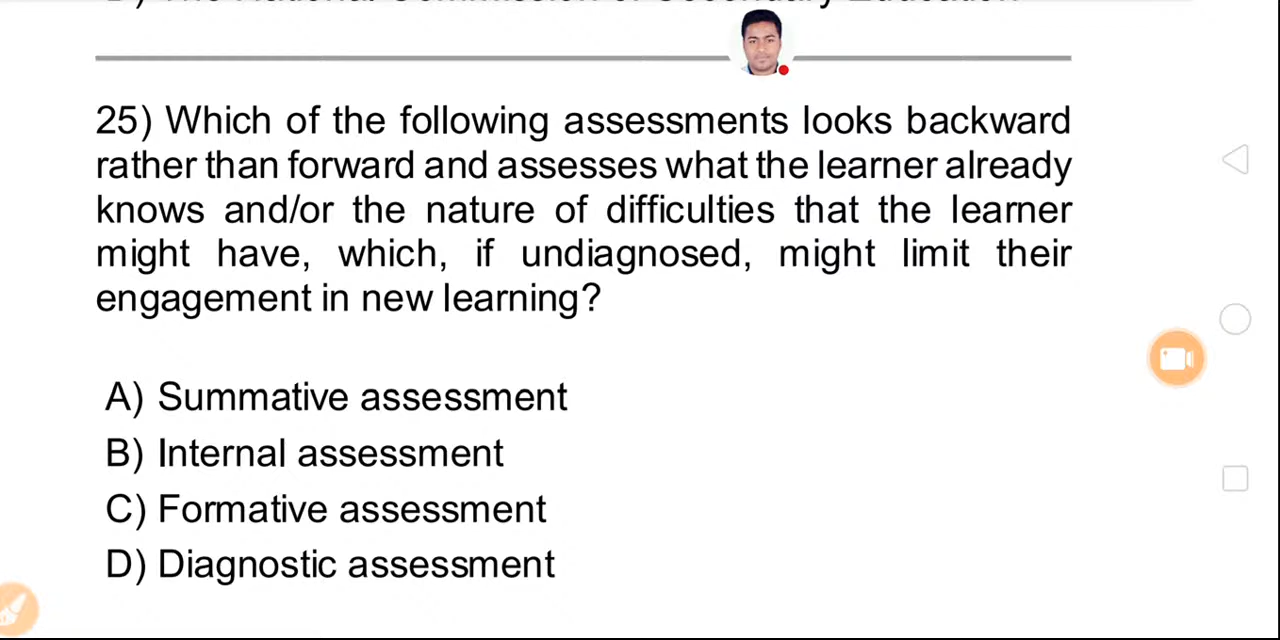 25) Which of the following assessments looks backward
rather than forward and assesses what the learner already
knows and/or the nature of difficulties that the learner
might have, which, if undiagnosed, might limit their
engagement in new learning?
A) Summative assessment
B) Internal assessment
C) Formative assessment
D) Diagnostic assessment